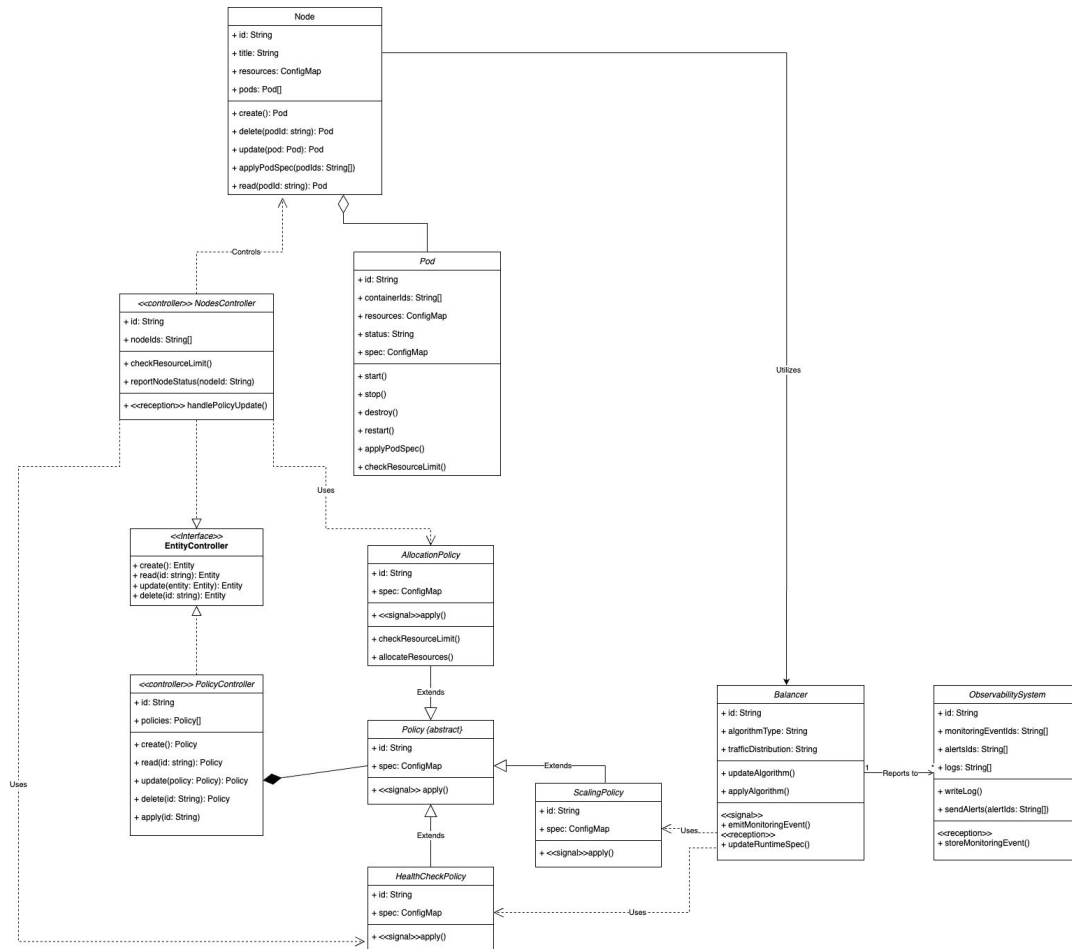 Node
+ id: String
+ title: String
+ resources: ConfigMap
+ pods: Pod[]
+ create(): Pod
+ delete(podId: string): Pod
+ update(pod: Pod): Pod
+ applyPodSpec(podIds: String[])
+ read(podId: string): Pod
Controls
Pod
+ id: String
+ containerIds: String[]
+ resources: ConfigMap
+ status: String
+ spec: ConfigMap
+ start()
+ stop()
+ destroy()
+ restart()
+ applyPodSpec()
+ checkResourceLimit()
<<controller>> NodesController
+ id: String
+ nodeIds: String[]
+ checkResourceLimit()
+ reportNodeStatus(nodeId: String)
+ <<reception>> handlePolicyUpdate()
Utilizes
Uses
<<Interface>>
EntityController
+ create(): Entity
+ read(id: string): Entity
+ update(entity: Entity): Entity
+ delete(id: string): Entity
AllocationPolicy
+ id: String
+ spec: ConfigMap
+ <<signal>>apply()
+ checkResourceLimit()
+ allocateResources()
Extends
<<controller>> PolicyController
+ id: String
+ policies: Policy[]
+ create(): Policy
+ read(id: string): Policy
+ update(policy: Policy): Policy
+ delete(id: String): Policy
+ apply(id: String)
Policy {abstract}
+ id: String
+ spec: ConfigMap
+ <<signal>> apply()
Extends
ScalingPolicy
+ id: String
+ spec: ConfigMap
+ <<signal>>apply()
Uses
Balancer
+ id: String
+ algorithmType: String
+ trafficDistribution: String
+ updateAlgorithm()
+ applyAlgorithm()
<<signal>>
+ emitMonitoringEvent()
<<reception>>
+ updateRuntimeSpec()
1
Reports to
*
ObservabilitySystem
+ id: String
+ monitoringEventIds: String[]
+ alertsIds: String[]
+ logs: String[]
+ writeLog()
+ sendAlerts(alertIds: String[])
<<reception>>
+ storeMonitoringEvent()
Uses
Extends
HealthCheckPolicy
+ id: String
+ spec: ConfigMap
+ <<signal>>apply()
Uses